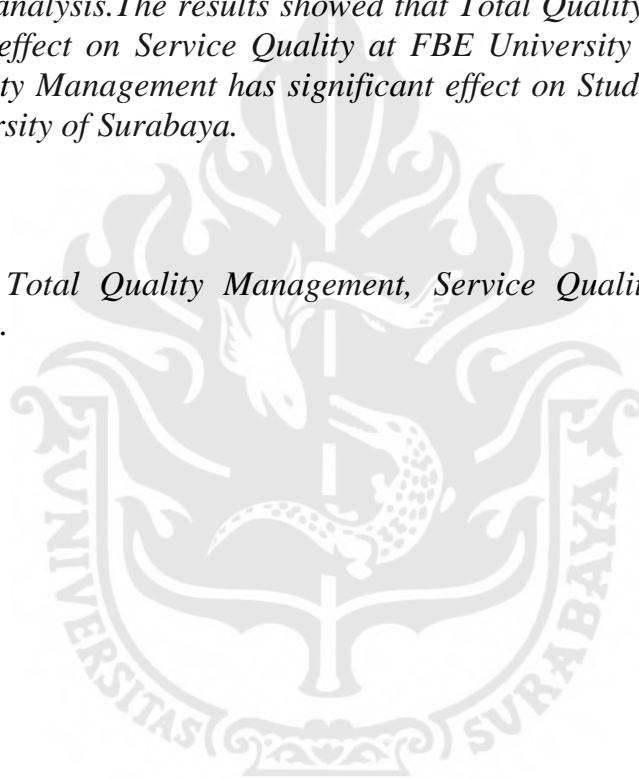 analysis.The results showed that Total Quality
effect on Service Quality at FBE University
ty Management has significant effect on Stud
rsity of Surabaya.
Total Quality Management, Service Qualit
.
UNIVERSITAS SURABAYA